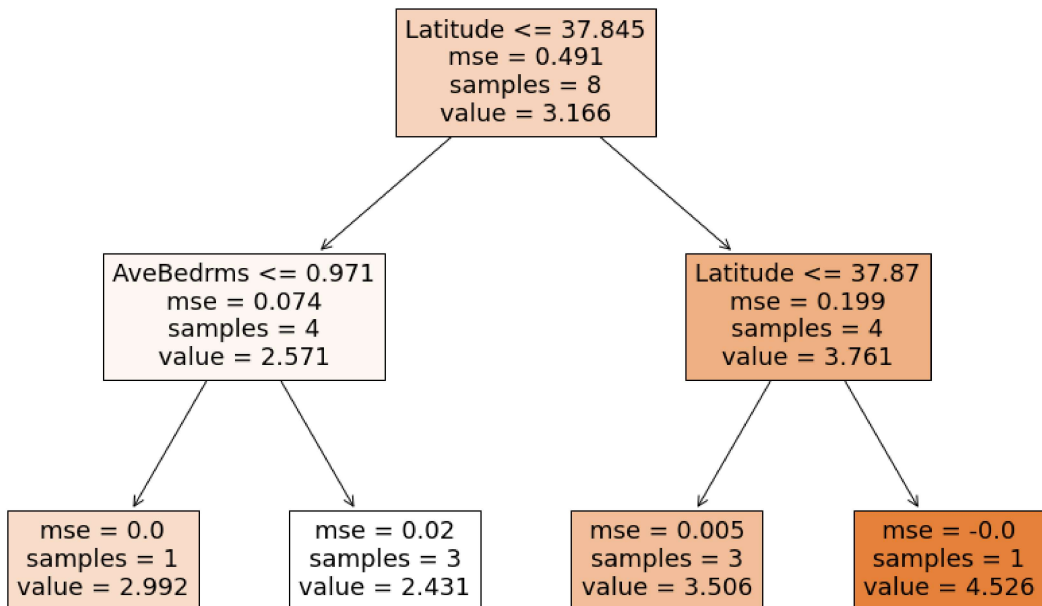 Latitude <= 37.845
mse = 0.491
samples = 8
value = 3.166
AveBedrms <= 0.971
mse = 0.074
samples = 4
value = 2.571
Latitude <= 37.87
mse = 0.199
samples = 4
value = 3.761
mse = 0.0
samples = 1
value = 2.992
mse = 0.02
samples = 3
value = 2.431
mse = 0.005
samples = 3
value = 3.506
mse = -0.0
samples = 1
value = 4.526